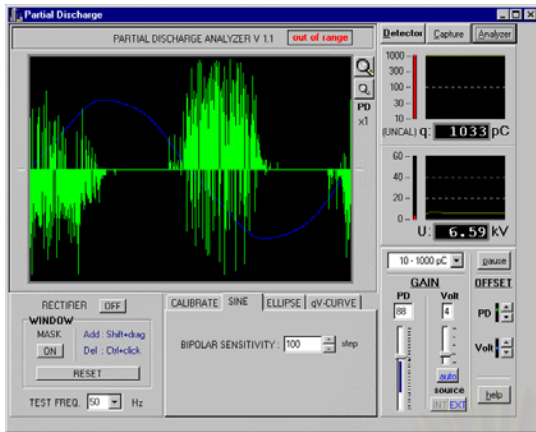 Partial Discharge
PARTIAL DISCHARGE ANALYZER V 1.1
out of range
Detector
Capture
Analyzer
PD
x1
1000
300
100
30
10
(UNCAL) q: 1033 pC
60
40
20
0
U: 6.59 kV
10 - 1000 pC
pause
GAIN
OFFSET
PD
Volt
88
4
PD
Volt
auto
source
INT EXT
help
RECTIFIER OFF
WINDOW
MASK
ON
Add : Shift+drag
Del : Ctrl+click
RESET
TEST FREQ. 50 Hz
CALIBRATE SINE ELLIPSE qV-CURVE
BIPOLAR SENSITIVITY : 100 step